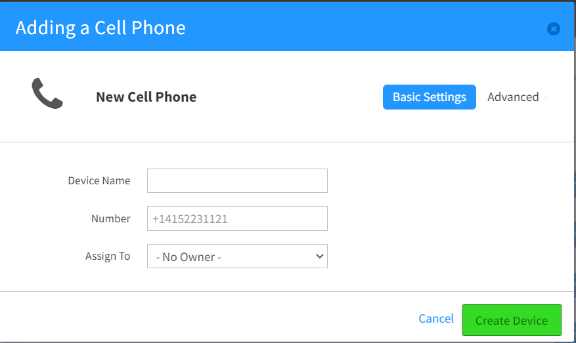 Adding a Cell Phone
New Cell Phone
Basic Settings
Advanced
Device Name
Number
+14152231121
Assign To
- No Owner -
Cancel
Create Device